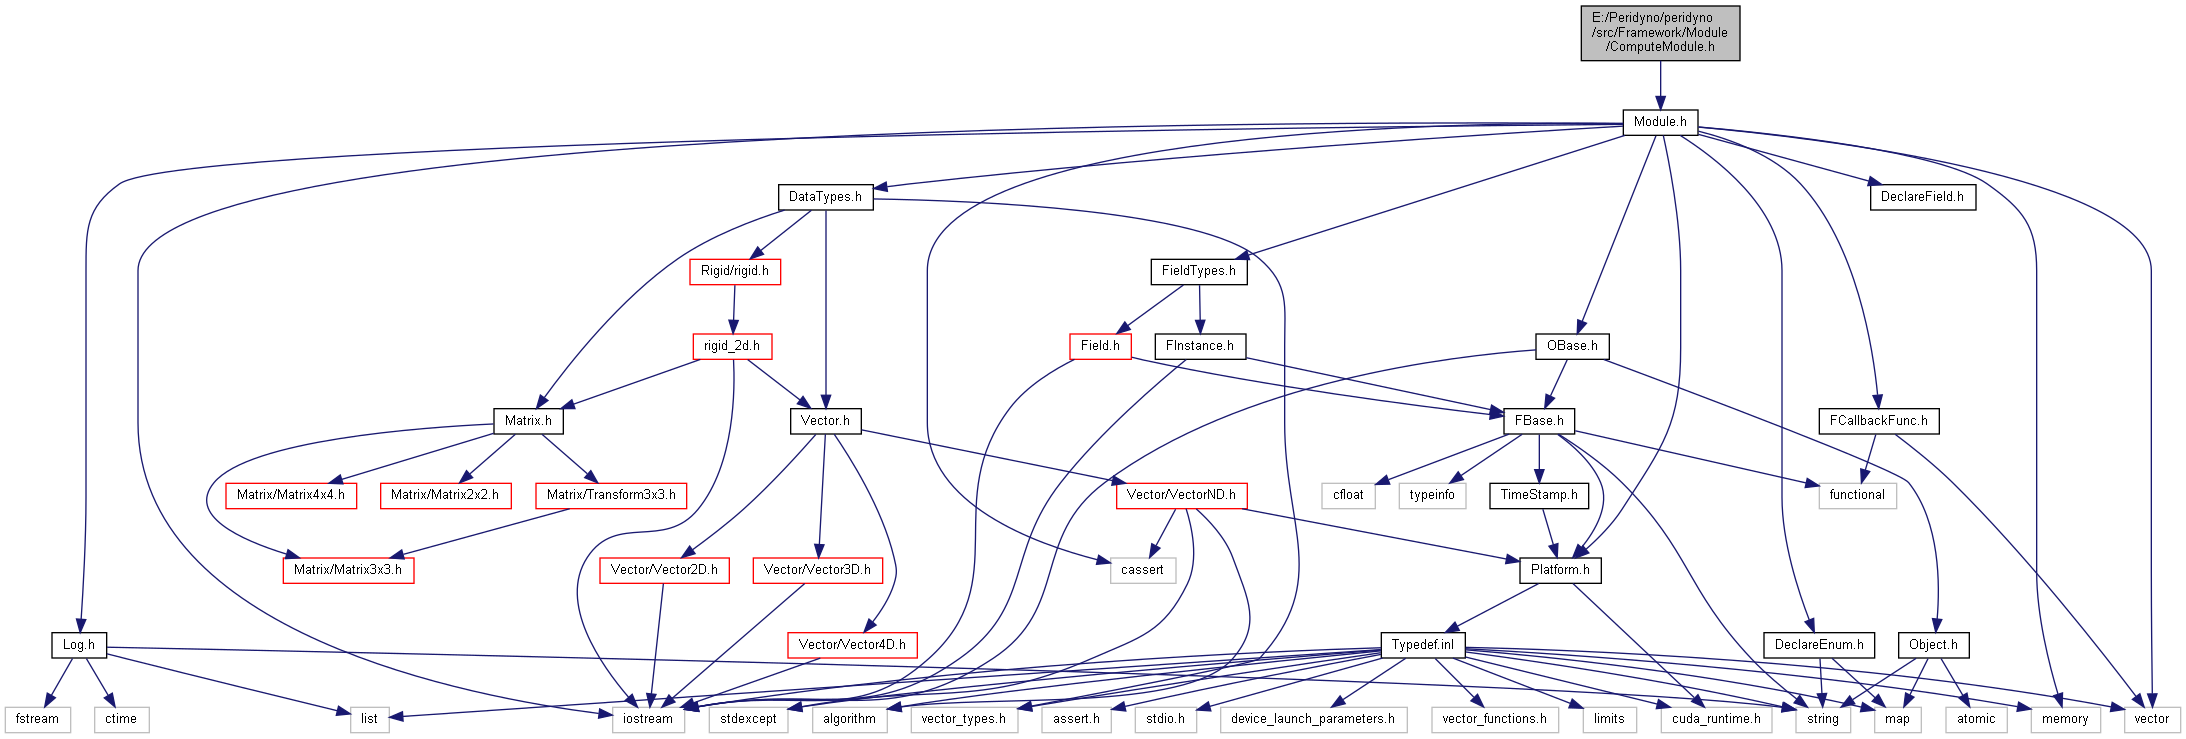 E:/Peridyno/peridyno
/src/Framework/Module
/ComputeModule.h
Module.h
DataTypes.h
DeclareField.h
Rigid/rigid.h
FieldTypes.h
rigid_2d.h
Field.h
FInstance.h
OBase.h
Matrix.h
Vector.h
FBase.h
FCallbackFunc.h
Matrix/Matrix4x4.h
Matrix/Matrix2x2.h
Matrix/Transform3x3.h
Vector/VectorND.h
cfloat
typeinfo
TimeStamp.h
functional
Matrix/Matrix3x3.h
Vector/Vector2D.h
Vector/Vector3D.h
cassert
Platform.h
Log.h
Vector/Vector4D.h
Typedef.inl
DeclareEnum.h
Object.h
fstream
ctime
list
iostream
stdexcept
algorithm
vector_types.h
assert.h
stdio.h
device_launch_parameters.h
vector_functions.h
limits
cuda_runtime.h
string
map
atomic
memory
vector